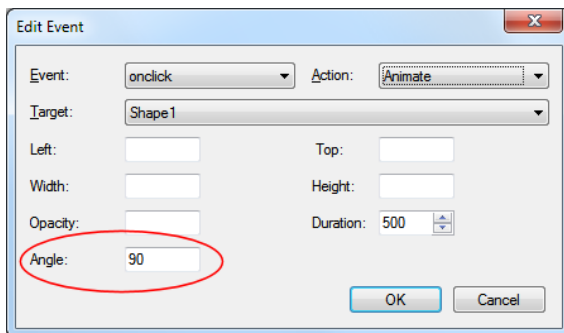 Edit Event
Event: onclick Action: Animate
Target: Shape1
Left: Top:
Width: Height:
Opacity: Duration: 500
Angle: 90
OK Cancel